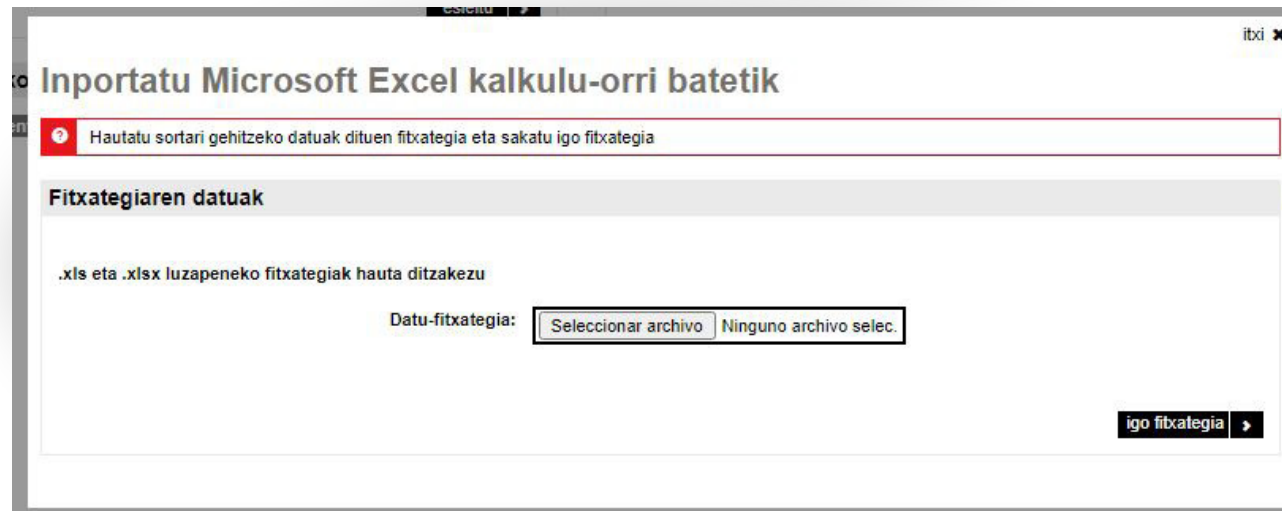 esleitu
itxi
Inportatu Microsoft Excel kalkulu-orri batetik
Hautatu sortari gehitzeko datuak dituen fitxategia eta sakatu igo fitxategia
Fitxategiaren datuak
.xls eta .xlsx luzapeneko fitxategiak hauta ditzakezu
Datu-fitxategia: Seleccionar archivo Ninguno archivo selec.
igo fitxategia